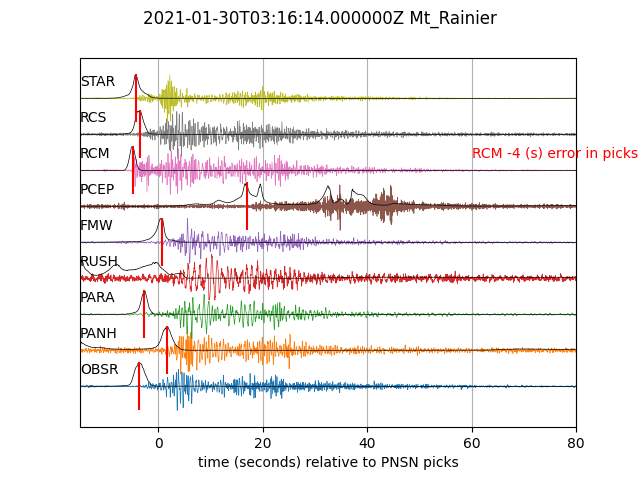 2021-01-30T03:16:14.000000Z Mt_Rainier
STAR
RCS
RCM
RCM -4 (s) error in picks
PCEP
FMW
RUSH
PARA
PANH
OBSR
0 20 40 60 80
time (seconds) relative to PNSN picks